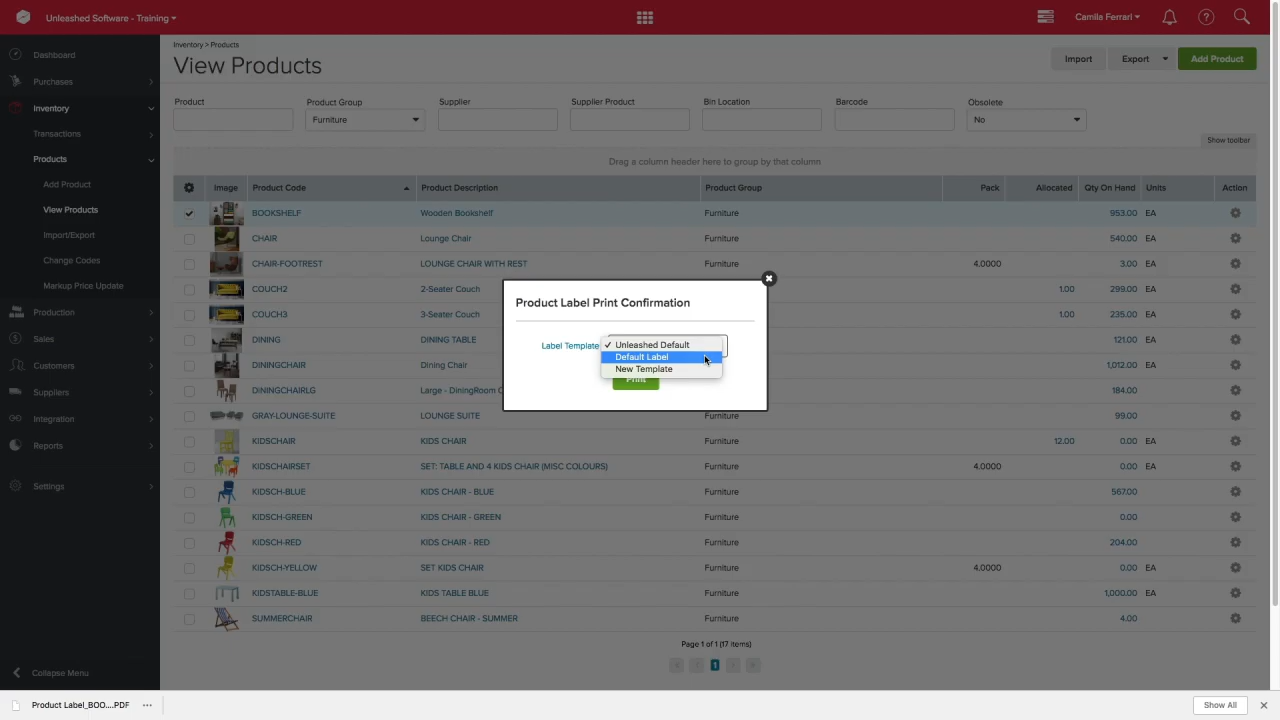 Unleashed Software - Training
Camila Ferrari
?
Dashboard
Purchases
Inventory
Transactions
Products
Add Product
View Products
Import/Export
Change Codes
Markup Price Update
Production
Sales
Customers
Suppliers
Integration
Reports
Settings
Collapse Menu
Inventory > Products
View Products
Import
Export
Add Product
Product
Product Group
Supplier
Supplier Product
Bin Location
Barcode
Obsolete
Furniture
No
Show toolbar
Drag a column header here to group by that column
Image Product Code Product Description Product Group Pack Allocated Qty On Hand Units Action
BOOKSHELF Wooden Bookshelf Furniture 953.00 EA
CHAIR Lounge Chair Furniture 540.00 EA
CHAIR-FOOTREST LOUNGE CHAIR WITH REST Furniture 4.0000 3.00 EA
COUCH2 2-Seater Couch 1.00 299.00 EA
COUCH3 3-Seater Couch 1.00 235.00 EA
DINING DINING TABLE 121.00 EA
DININGCHAIR Dining Chair 1,012.00 EA
DININGCHAIRLG Large - DiningRoom C 184.00 EA
GRAY-LOUNGE-SUITE LOUNGE SUITE Furniture 99.00 EA
KIDSCHAIR KIDS CHAIR Furniture 12.00 0.00 EA
KIDSCHAIRSET SET: TABLE AND 4 KIDS CHAIR (MISC COLOURS) Furniture 4.0000 0.00 EA
KIDSCH-BLUE KIDS CHAIR - BLUE Furniture 567.00 EA
KIDSCH-GREEN KIDS CHAIR - GREEN Furniture 0.00 EA
KIDSCH-RED KIDS CHAIR - RED Furniture 204.00 EA
KIDSCH-YELLOW SET KIDS CHAIR Furniture 4.0000 0.00 EA
KIDSTABLE-BLUE KIDS TABLE BLUE Furniture 1,000.00 EA
SUMMERCHAIR BEECH CHAIR - SUMMER Furniture 4.00 EA
Product Label Print Confirmation
Label Template
Unleashed Default
Default Label
New Template
Print
Page 1 of 1 (17 items)
1
Product Label_BOO....PDF
Show All